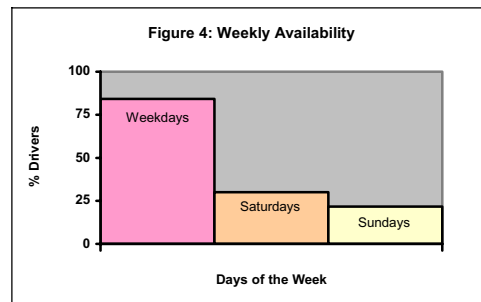 Figure 4: Weekly Availability
100
75
50
25
0
% Drivers
Weekdays
Saturdays
Sundays
Days of the Week